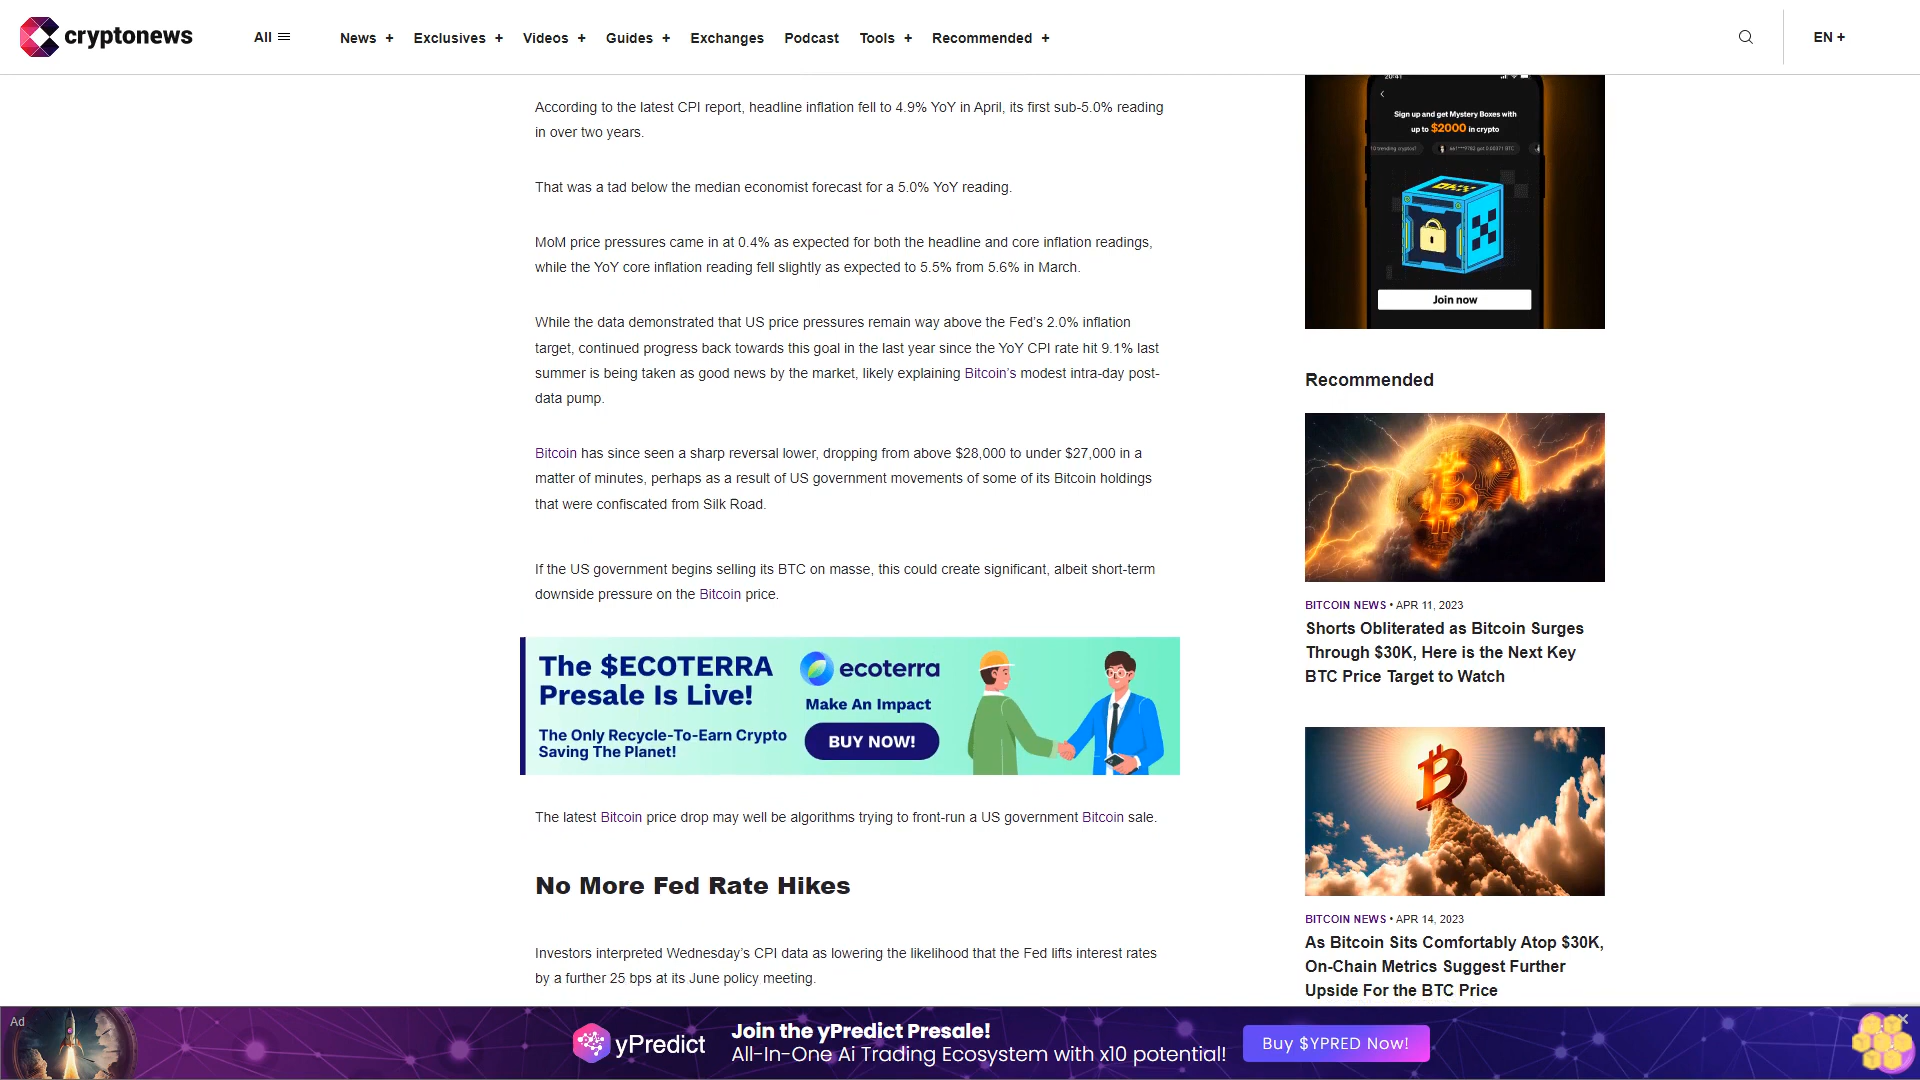 cryptonews
All
News +
Exclusives +
Videos +
Guides +
Exchanges
Podcast
Tools +
Recommended +
EN +
According to the latest CPI report, headline inflation fell to 4.9% YoY in April, its first sub-5.0% reading
in over two years.
That was a tad below the median economist forecast for a 5.0% YoY reading.
MoM price pressures came in at 0.4% as expected for both the headline and core inflation readings,
while the YoY core inflation reading fell slightly as expected to 5.5% from 5.6% in March.
While the data demonstrated that US price pressures remain way above the Fed’s 2.0% inflation
target, continued progress back towards this goal in the last year since the YoY CPI rate hit 9.1% last
summer is being taken as good news by the market, likely explaining Bitcoin’s modest intra-day post-
data pump.
Bitcoin has since seen a sharp reversal lower, dropping from above $28,000 to under $27,000 in a
matter of minutes, perhaps as a result of US government movements of some of its Bitcoin holdings
that were confiscated from Silk Road.
If the US government begins selling its BTC on masse, this could create significant, albeit short-term
downside pressure on the Bitcoin price.
The $ECOTERRA
Presale Is Live!
The Only Recycle-To-Earn Crypto
Saving The Planet!
ecoterra
Make An Impact
BUY NOW!
The latest Bitcoin price drop may well be algorithms trying to front-run a US government Bitcoin sale.
No More Fed Rate Hikes
Investors interpreted Wednesday’s CPI data as lowering the likelihood that the Fed lifts interest rates
by a further 25 bps at its June policy meeting.
20:41
Sign up and get Mystery Boxes with
up to $2000 in crypto
Join now
Recommended
BITCOIN NEWS • APR 11, 2023
Shorts Obliterated as Bitcoin Surges
Through $30K, Here is the Next Key
BTC Price Target to Watch
BITCOIN NEWS • APR 14, 2023
As Bitcoin Sits Comfortably Atop $30K,
On-Chain Metrics Suggest Further
Upside For the BTC Price
Ad
yPredict
Join the yPredict Presale!
All-In-One Ai Trading Ecosystem with x10 potential!
Buy $YPRED Now!